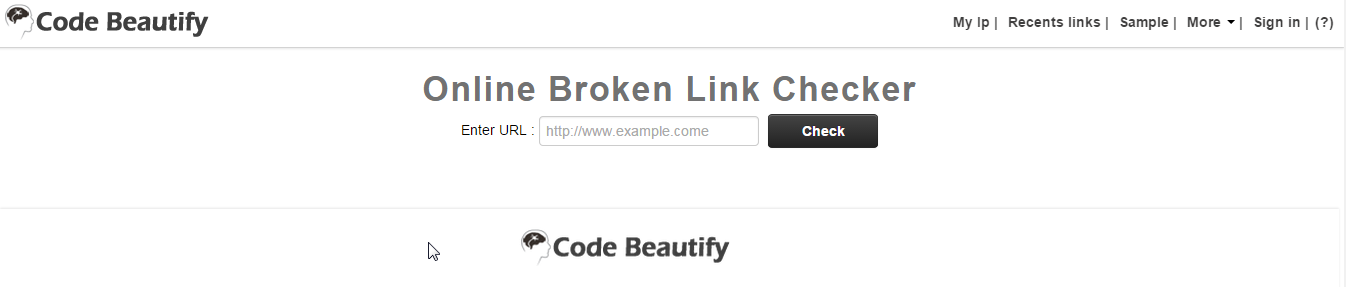 Code Beautify
My Ip | Recents links | Sample | More | Sign in | (?)
Online Broken Link Checker
Enter URL : http://www.example.come Check
Code Beautify